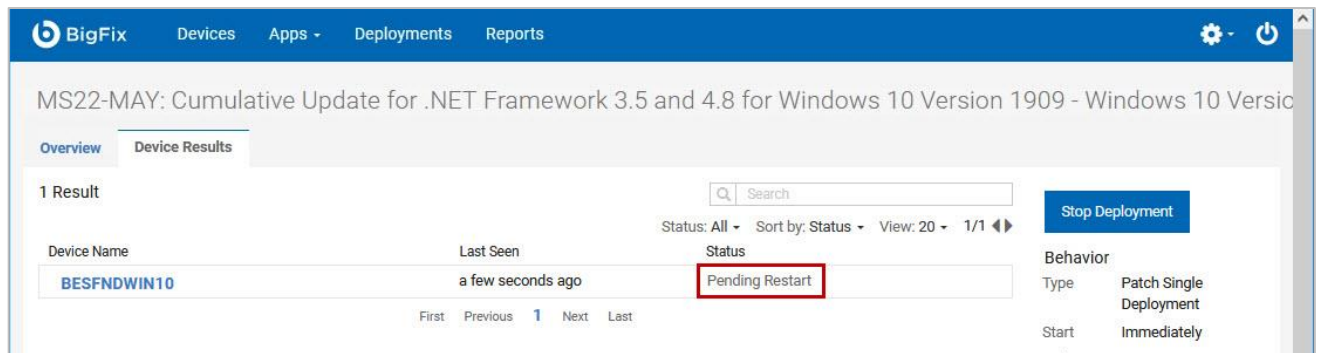 BigFix Devices Apps Deployments Reports
MS22-MAY: Cumulative Update for .NET Framework 3.5 and 4.8 for Windows 10 Version 1909 - Windows 10 Versic
Overview Device Results
1 Result
Search
Stop Deployment
Status: All Sort by: Status View: 20 1/1
Device Name Last Seen Status
Behavior
BESFNDWIN10 a few seconds ago Pending Restart
Type Patch Single
Deployment
First Previous 1 Next Last
Start Immediately